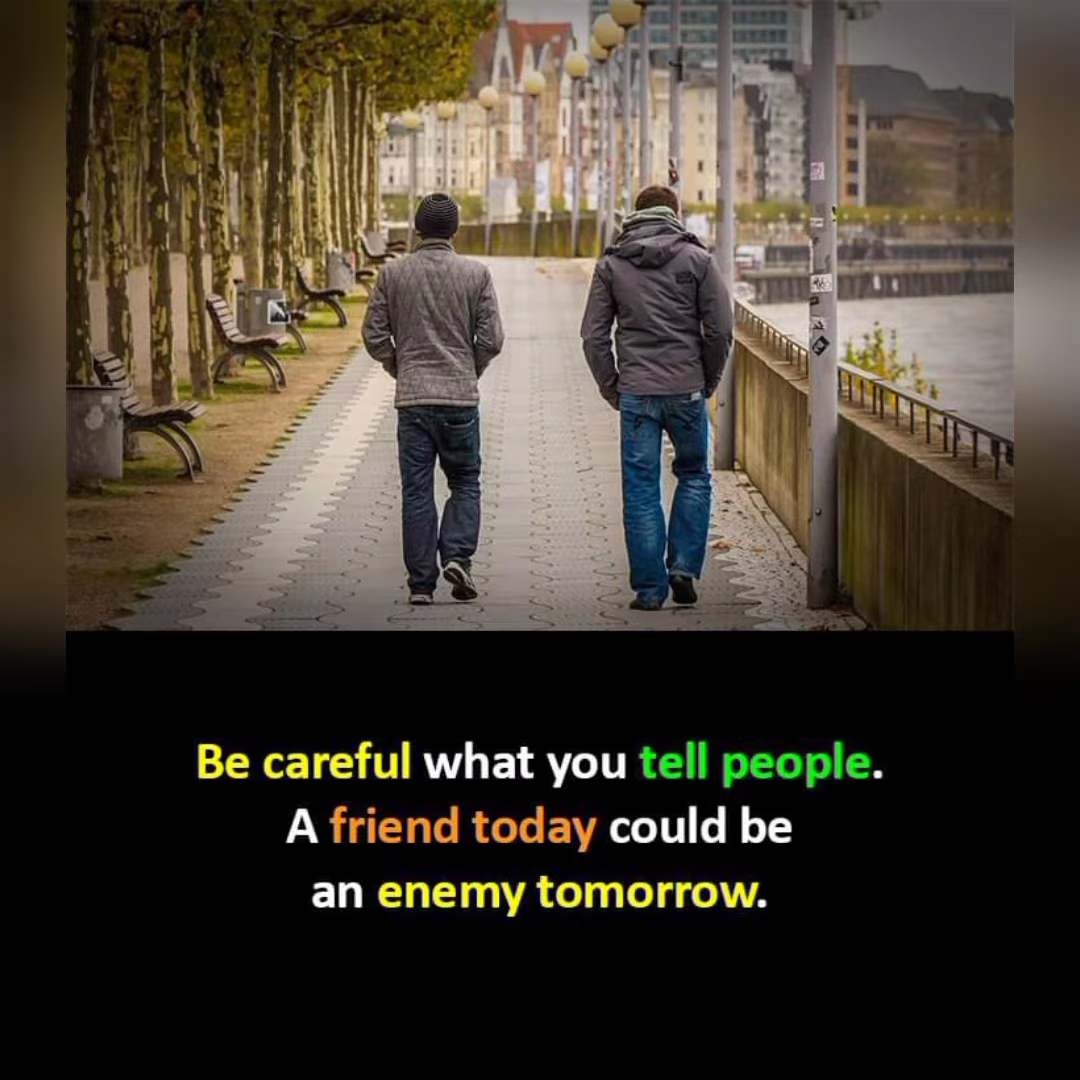 Be careful what you tell people.
A friend today could be
an enemy tomorrow.